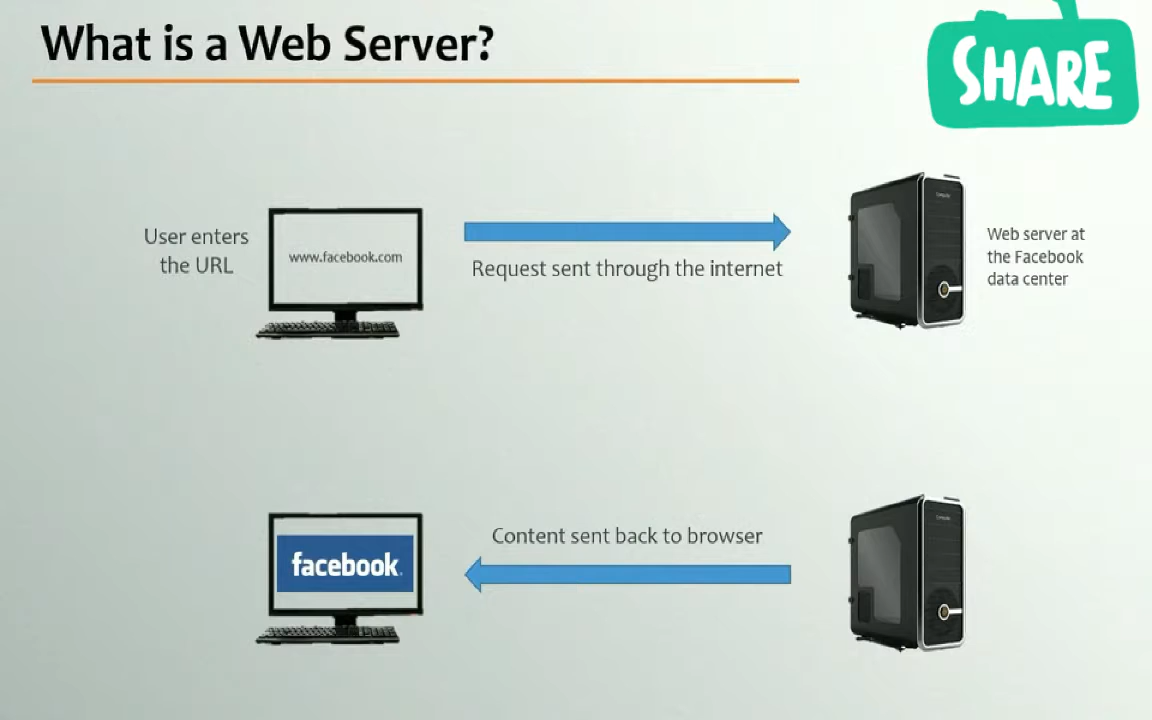 What is a Web Server?
SHARE
User enters
the URL
www.facebook.com
Request sent through the internet
Web server at
the Facebook
data center
Content sent back to browser
facebook.